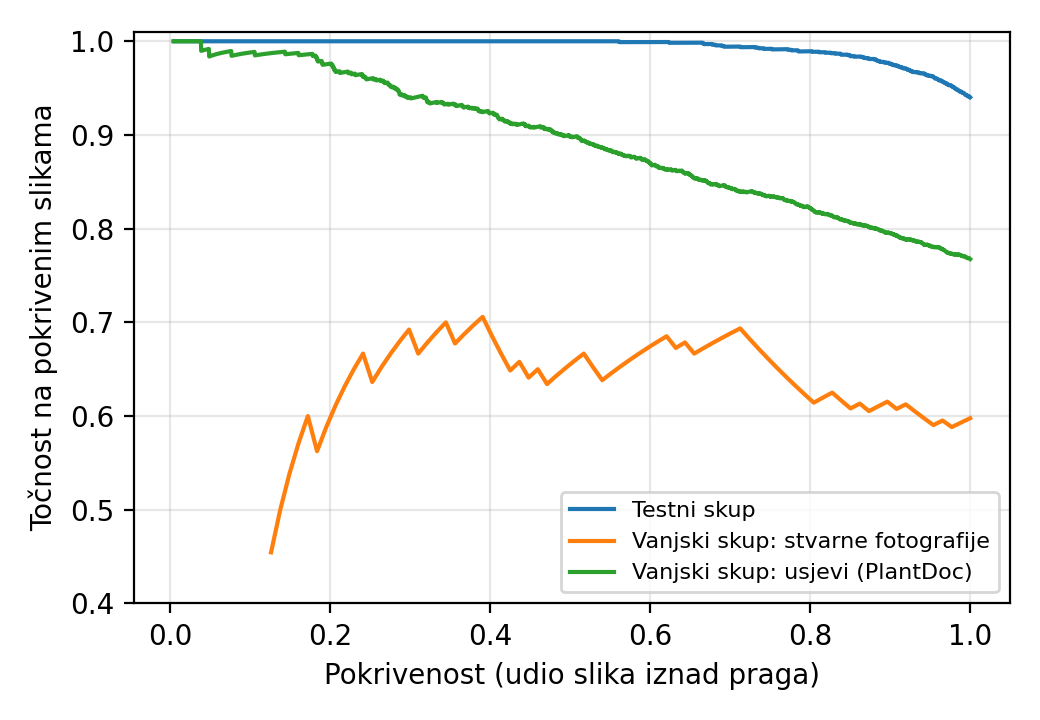 1.0
0.9
0.8
0.7
0.6
0.5
0.4
Točnost na pokrivenim slikama
Testni skup
Vanjski skup: stvarne fotografije
Vanjski skup: usjevi (PlantDoc)
0.0 0.2 0.4 0.6 0.8 1.0
Pokrivenost (udio slika iznad praga)